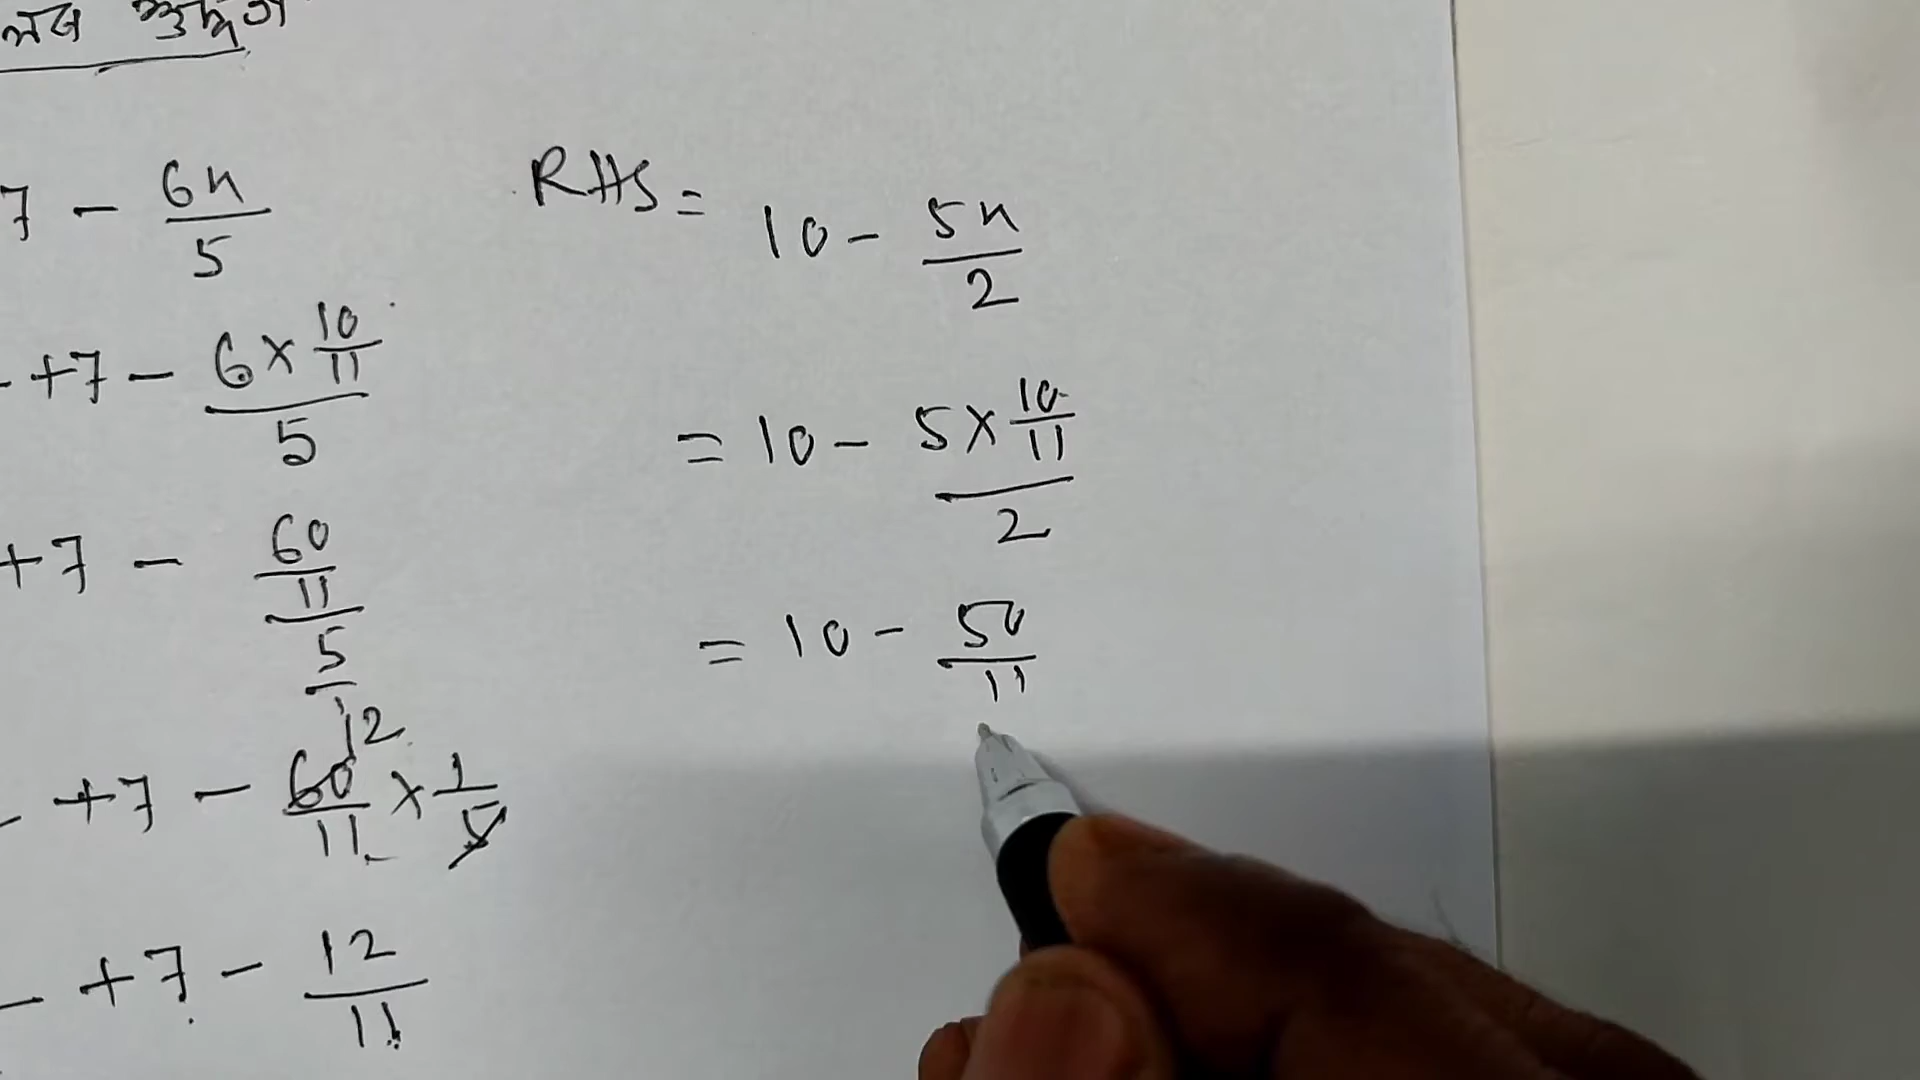 7 - 6x/5
+7 - (6 × 10/11)/5
+7 - (60/11)/(5/1)
+7 - 60/11 × 1/5 12
+7 - 12/11
RHS = 10 - 5x/2
= 10 - (5 × 10/11)/2
= 10 - 50/11